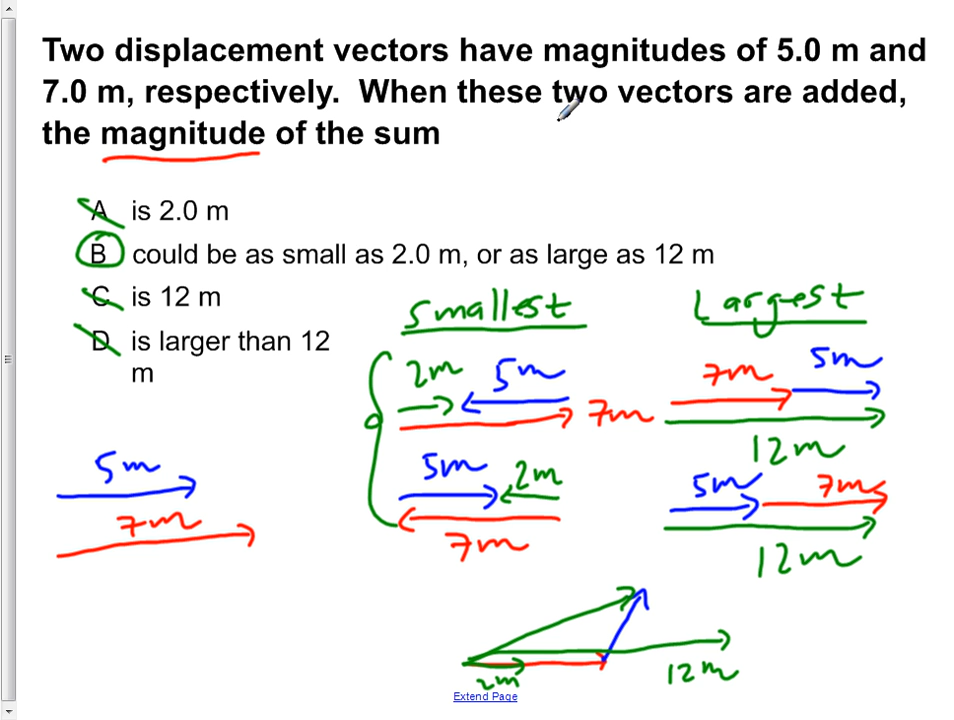 Two displacement vectors have magnitudes of 5.0 m and
7.0 m, respectively. When these two vectors are added,
the magnitude of the sum
A is 2.0 m
B could be as small as 2.0 m, or as large as 12 m
C is 12 m
D is larger than 12
m
Smallest
Largest
2m 5m
7m
7m 5m
12m
5m 2m
7m
5m 7m
12m
5m
7m
2m
12m
Extend Page